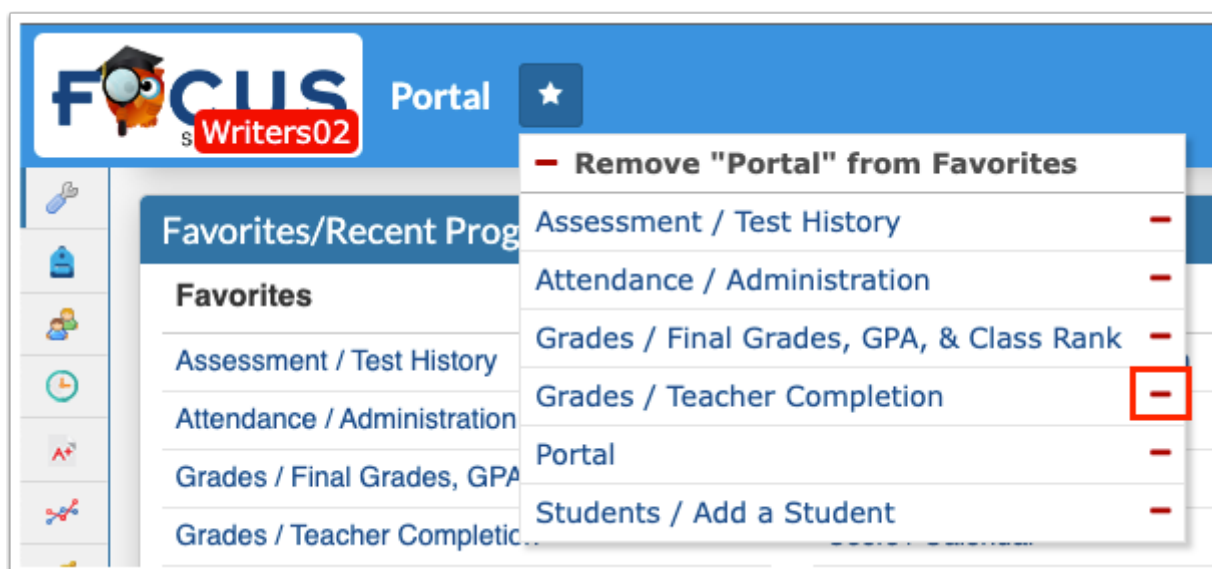 FOCUS
Writers02
Portal
− Remove "Portal" from Favorites
Assessment / Test History −
Attendance / Administration −
Grades / Final Grades, GPA, & Class Rank −
Grades / Teacher Completion −
Portal −
Students / Add a Student −
Favorites/Recent Prog
Favorites
Assessment / Test History
Attendance / Administration
Grades / Final Grades, GPA
Grades / Teacher
A+